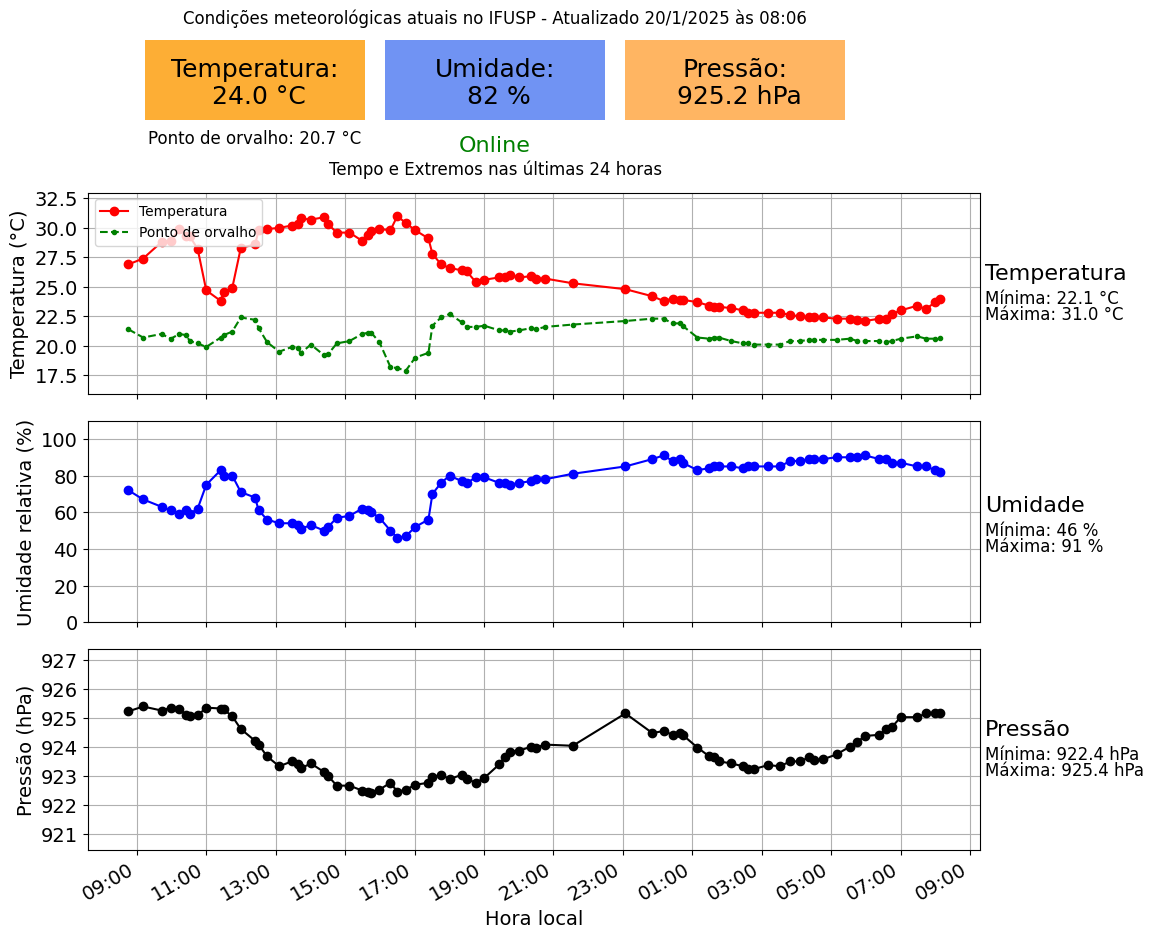 Condições meteorológicas atuais no IFUSP - Atualizado 20/1/2025 às 08:06
Temperatura:
24.0 °C
Umidade:
82 %
Pressão:
925.2 hPa
Ponto de orvalho: 20.7 °C
Online
Tempo e Extremos nas últimas 24 horas
Temperatura (°C)
32.5
30.0
27.5
25.0
22.5
20.0
17.5
Temperatura
Ponto de orvalho
Temperatura
Mínima: 22.1 °C
Máxima: 31.0 °C
Umidade relativa (%)
100
80
60
40
20
0
Umidade
Mínima: 46 %
Máxima: 91 %
Pressão (hPa)
927
926
925
924
923
922
921
Pressão
Mínima: 922.4 hPa
Máxima: 925.4 hPa
09:00 11:00 13:00 15:00 17:00 19:00 21:00 23:00 01:00 03:00 05:00 07:00 09:00
Hora local